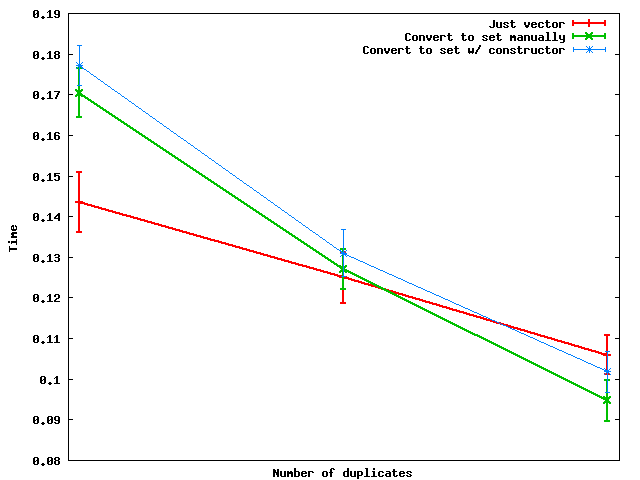 0.19
Just vector
Convert to set manually
Convert to set w/ constructor
0.18
0.17
0.16
0.15
0.14
Time
0.13
0.12
0.11
0.1
0.09
0.08
Number of duplicates